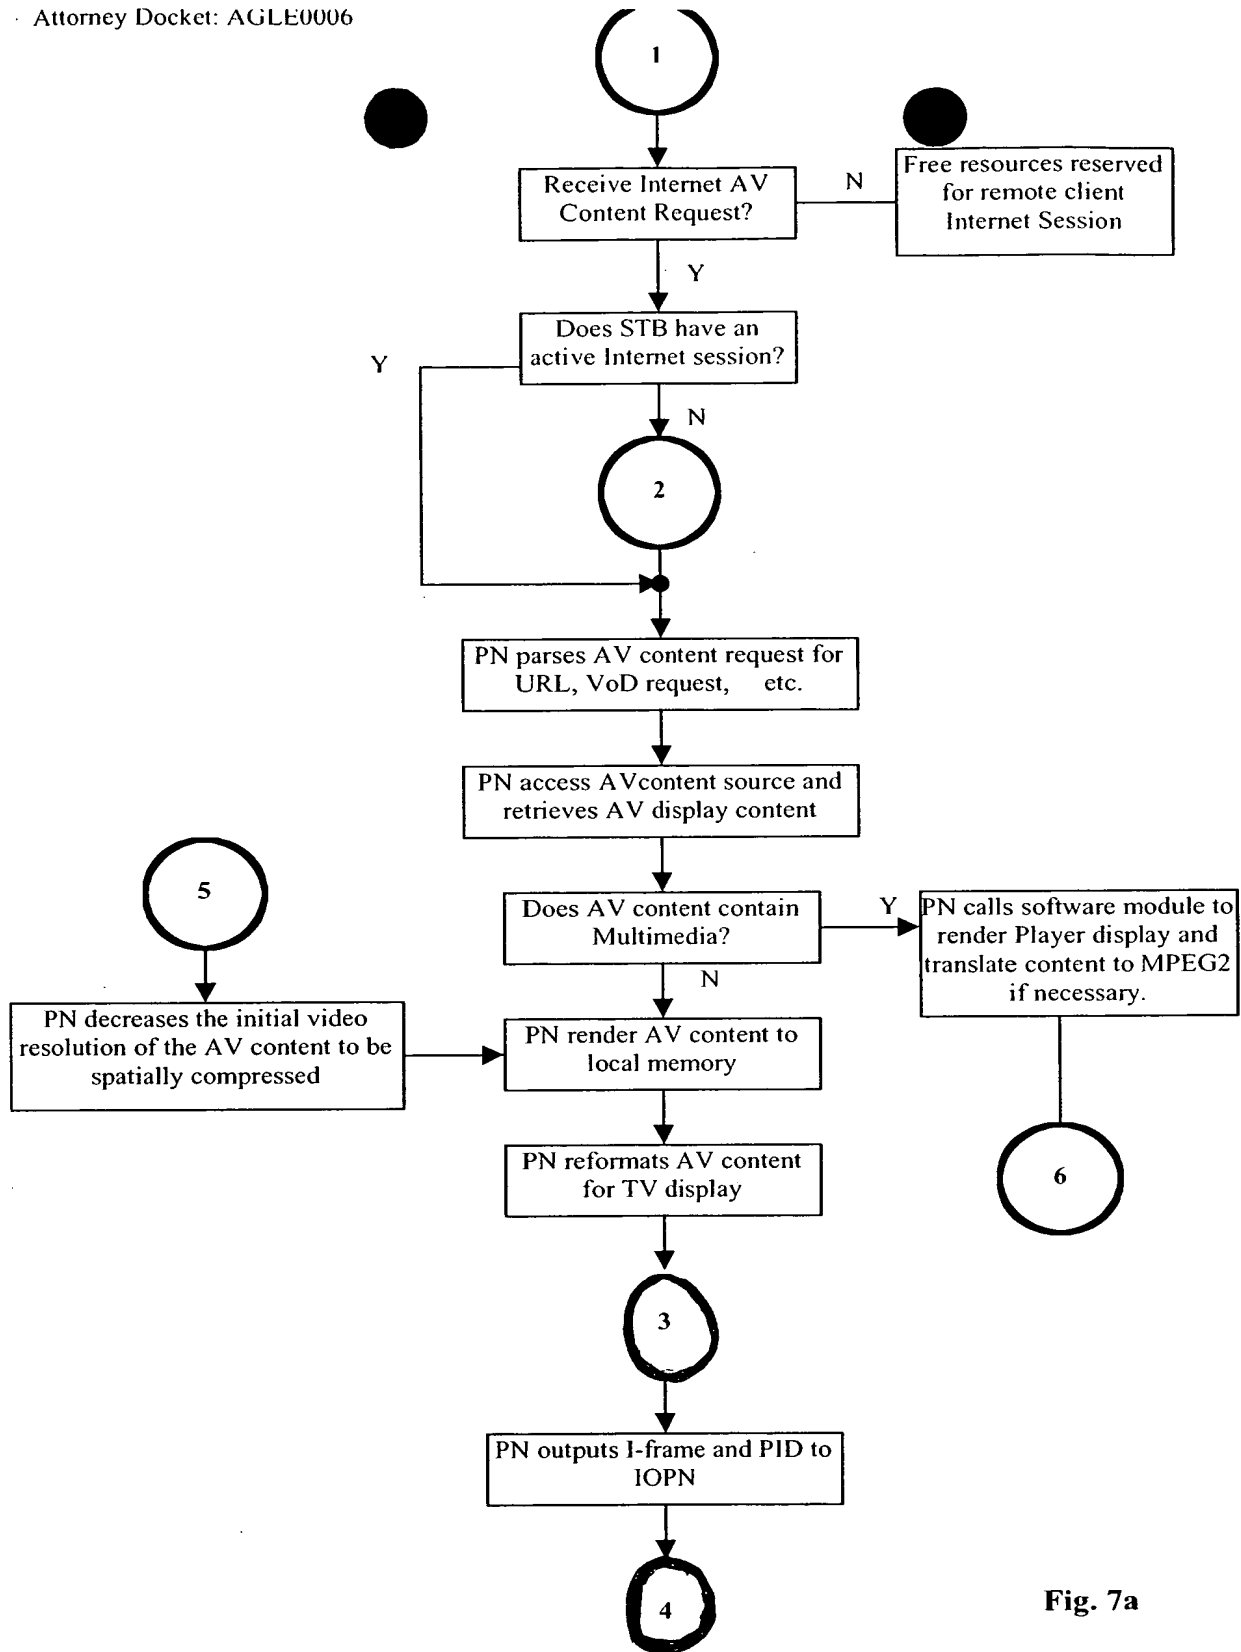 Attorney Docket: AGLE0006
1
Receive Internet AV
Content Request?
N
Free resources reserved
for remote client
Internet Session
Y
Does STB have an
active Internet session?
Y
N
2
PN parses AV content request for
URL, VoD request, etc.
PN access AVcontent source and
retrieves AV display content
5
Does AV content contain
Multimedia?
Y
PN calls software module to
render Player display and
translate content to MPEG2
if necessary.
N
PN decreases the initial video
resolution of the AV content to be
spatially compressed
PN render AV content to
local memory
PN reformats AV content
for TV display
6
3
PN outputs I-frame and PID to
IOPN
4
Fig. 7a